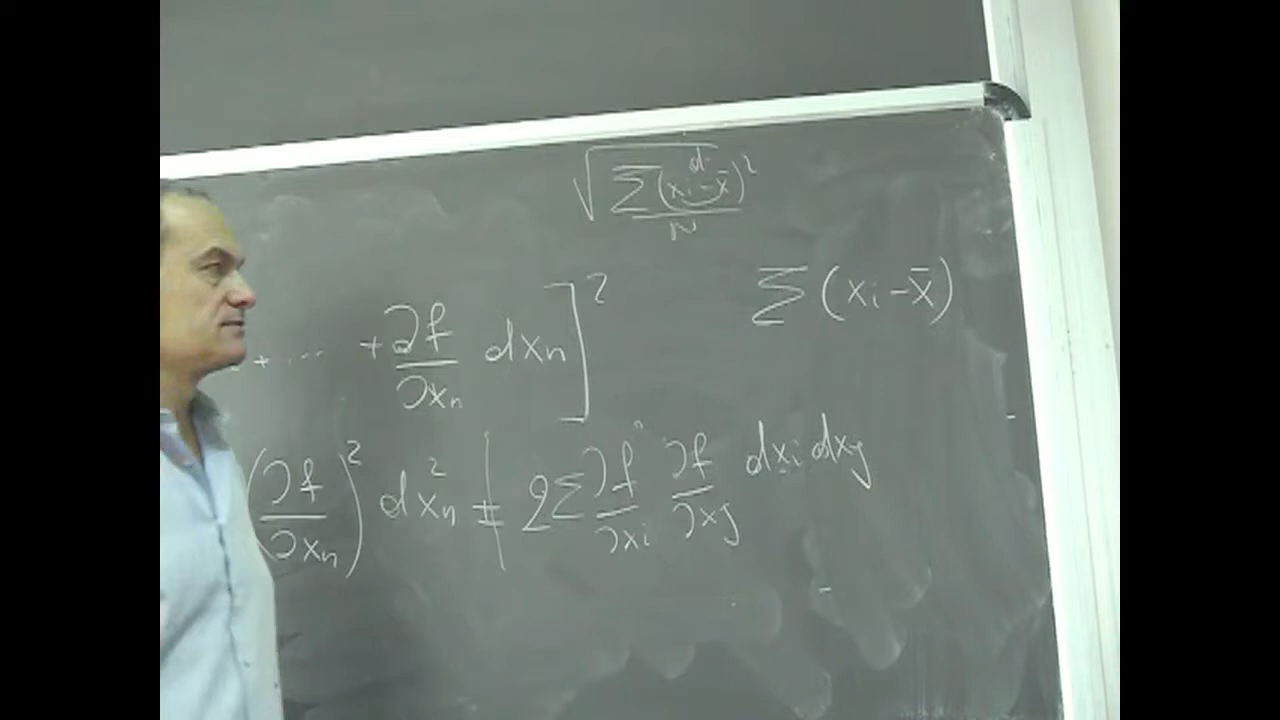 √ Σ(xi − x̄)² / N
d
Σ (xi − x̄)
+ ... + ∂f/∂xn dxn ]²
(∂f/∂xn)² dxn² + 2Σ ∂f/∂xi ∂f/∂xj dxi dxj